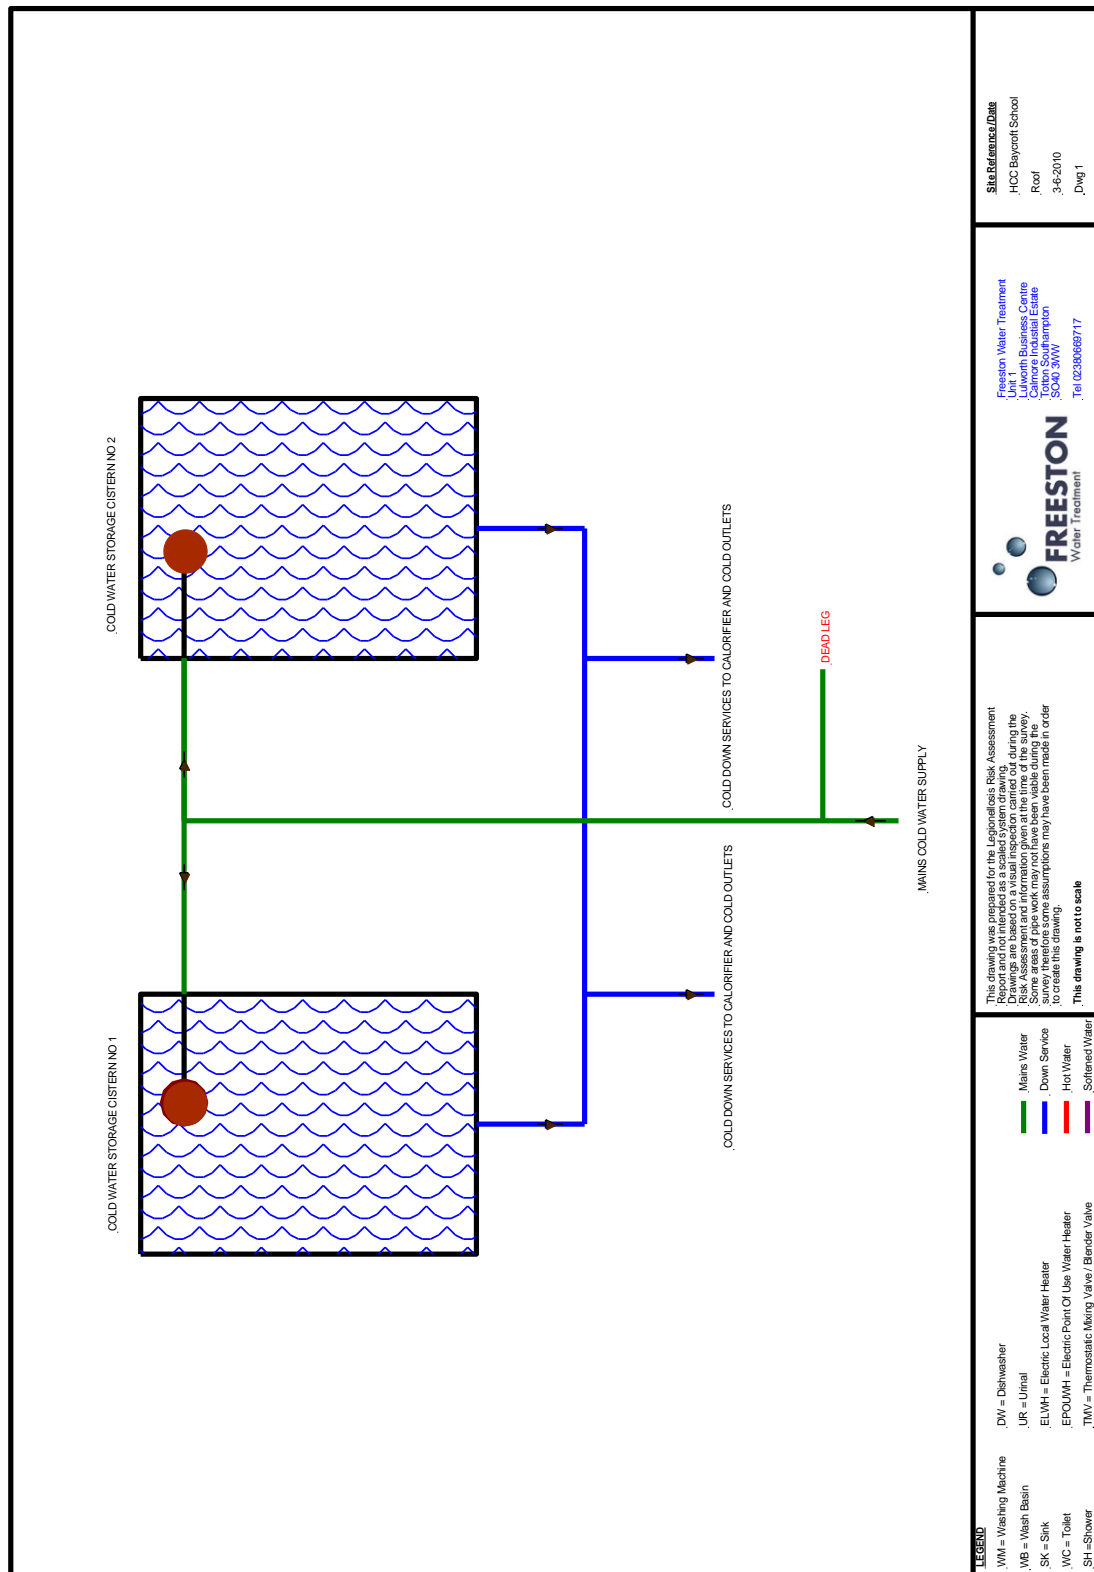 COLD WATER STORAGE CISTERN NO 1
COLD WATER STORAGE CISTERN NO 2
COLD DOWN SERVICES TO CALORIFIER AND COLD OUTLETS
COLD DOWN SERVICES TO CALORIFIER AND COLD OUTLETS
DEAD LEG
MAINS COLD WATER SUPPLY
LEGEND
WM = Washing Machine
WB = Wash Basin
SK = Sink
WC = Toilet
SH =Shower
DW = Dishwasher
UR = Urinal
ELWH = Electric Local Water Heater
EPOUWH = Electric Point Of Use Water Heater
TMV = Thermostatic Mixing Valve / Blender Valve
Mains Water
Down Service
Hot Water
Softened Water
This drawing was prepared for the Legionellosis Risk Assessment
Report and not intended as a scaled system drawing.
Drawings are based on a visual inspection carried out during the
Risk Assessment and information given at the time of the survey.
Some areas of pipe work may not have been viable during the
survey therefore some assumptions may have been made in order
to create this drawing.
This drawing is not to scale
FREESTON
Water Treatment
Freeston Water Treatment
Unit 1
Lulworth Business Centre
Calmore Industial Estate
Totton Southampton
SO40 3WW
Tel 02380669717
Site Reference/Date
HCC Baycroft School
Roof
3-6-2010
Dwg 1